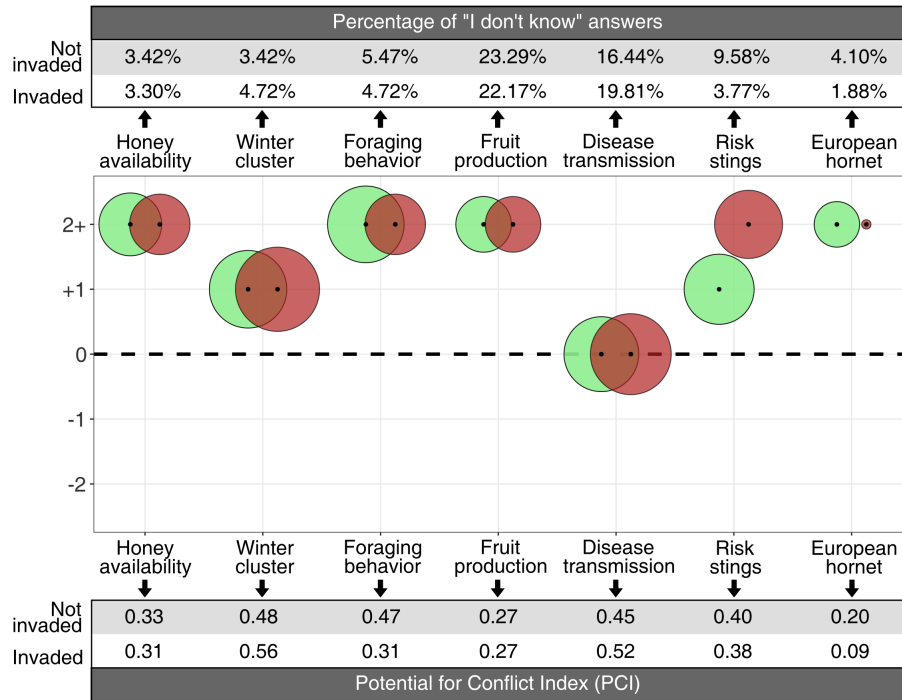 Percentage of "I don't know" answers
Not invaded 3.42% 3.42% 5.47% 23.29% 16.44% 9.58% 4.10%
Invaded 3.30% 4.72% 4.72% 22.17% 19.81% 3.77% 1.88%
Honey Winter Foraging Fruit Disease Risk European
availability cluster behavior production transmission stings hornet
2+
+1
0
-1
-2
Honey Winter Foraging Fruit Disease Risk European
availability cluster behavior production transmission stings hornet
Not invaded 0.33 0.48 0.47 0.27 0.45 0.40 0.20
Invaded 0.31 0.56 0.31 0.27 0.52 0.38 0.09
Potential for Conflict Index (PCI)